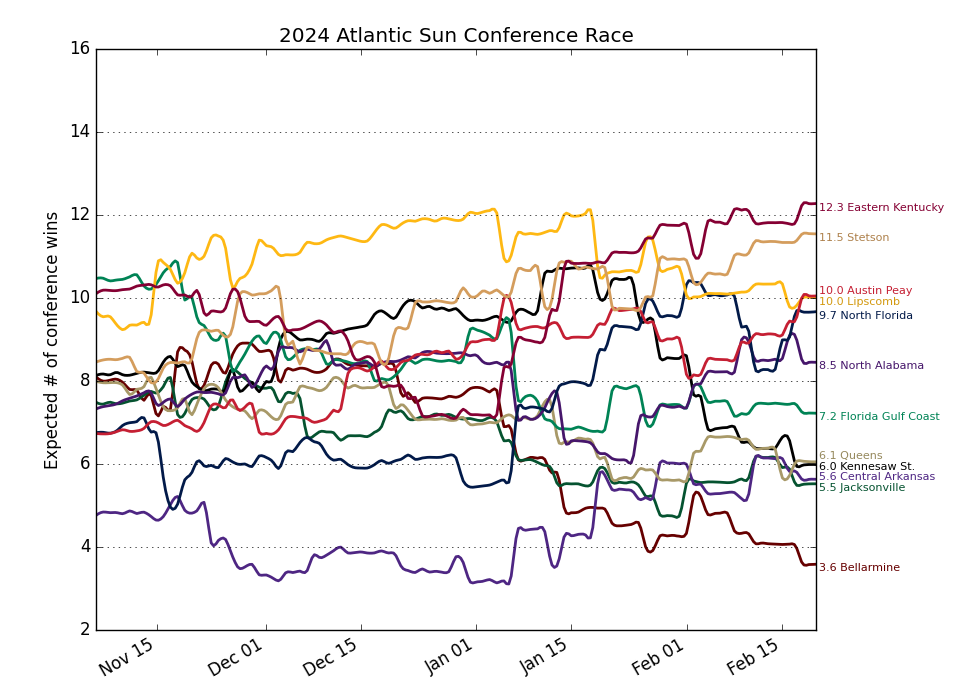 2024 Atlantic Sun Conference Race
Expected # of conference wins
16
14
12
10
8
6
4
2
12.3 Eastern Kentucky
11.5 Stetson
10.0 Austin Peay
10.0 Lipscomb
9.7 North Florida
8.5 North Alabama
7.2 Florida Gulf Coast
6.1 Queens
6.0 Kennesaw St.
5.6 Central Arkansas
5.5 Jacksonville
3.6 Bellarmine
Nov 15
Dec 01
Dec 15
Jan 01
Jan 15
Feb 01
Feb 15